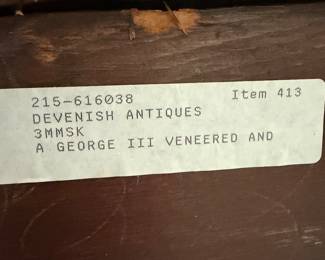 215-616038 Item 413
DEVENISH ANTIQUES
3MMSK
A GEORGE III VENEERED AND